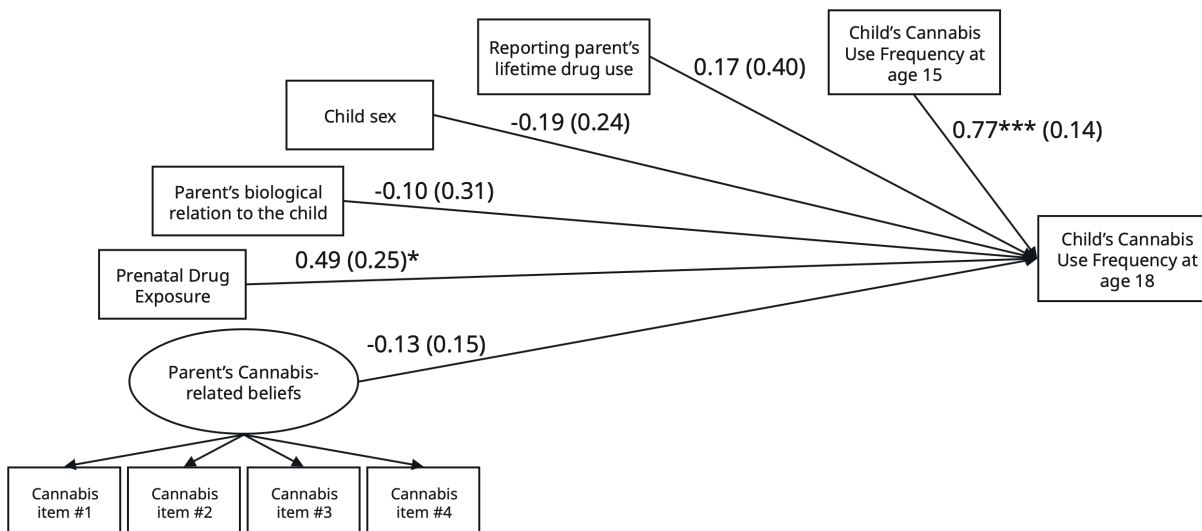 Child's Cannabis
Use Frequency at
age 15
Reporting parent's
lifetime drug use
0.17 (0.40)
Child sex
-0.19 (0.24)
0.77*** (0.14)
Parent's biological
relation to the child
-0.10 (0.31)
Child's Cannabis
Use Frequency at
age 18
Prenatal Drug
Exposure
0.49 (0.25)*
-0.13 (0.15)
Parent's Cannabis-
related beliefs
Cannabis
item #1
Cannabis
item #2
Cannabis
item #3
Cannabis
item #4